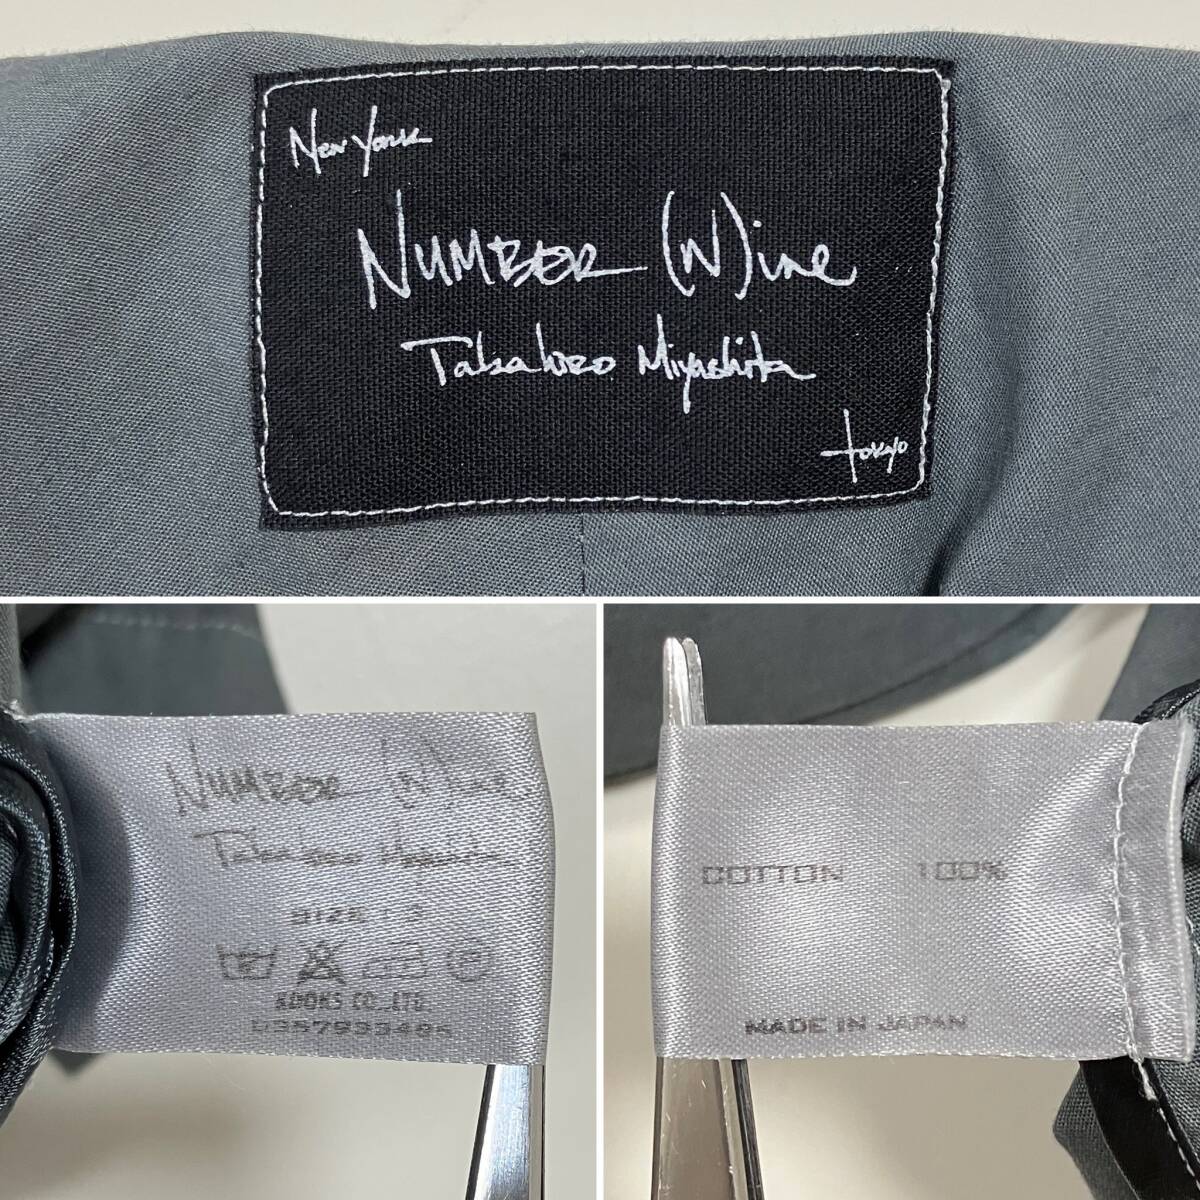 New York
NUMBER (N)ine
Takahiro Miyashita
tokyo
NUMBER (N)ine
Takahiro Miyashita
SIZE : 3
KOOKS CO.,LTD.
COTTON 100%
MADE IN JAPAN